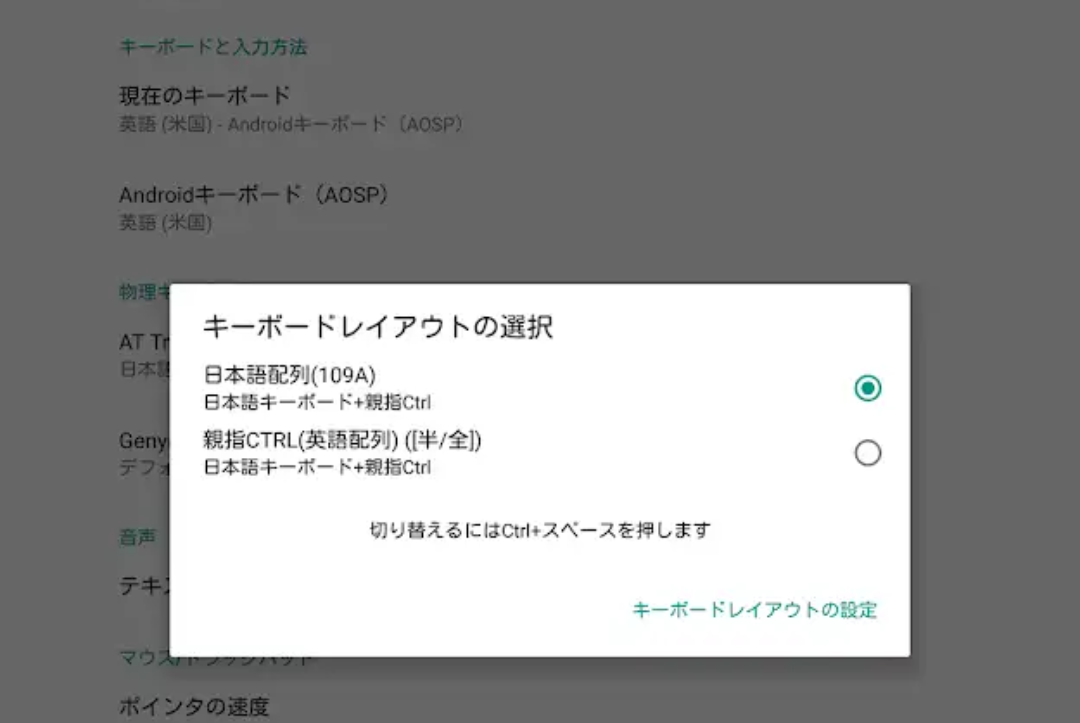 キーボードと入力方法
現在のキーボード
英語 (米国) - Androidキーボード（AOSP）
Androidキーボード（AOSP）
英語 (米国)
物理キ
キーボードレイアウトの選択
日本語配列(109A)
日本語キーボード+親指Ctrl
親指CTRL(英語配列) ([半/全])
日本語キーボード+親指Ctrl
切り替えるにはCtrl+スペースを押します
キーボードレイアウトの設定
AT Tr
日本語
Geny
デフォ
音声
テキス
マウス/トラックパッド
ポインタの速度